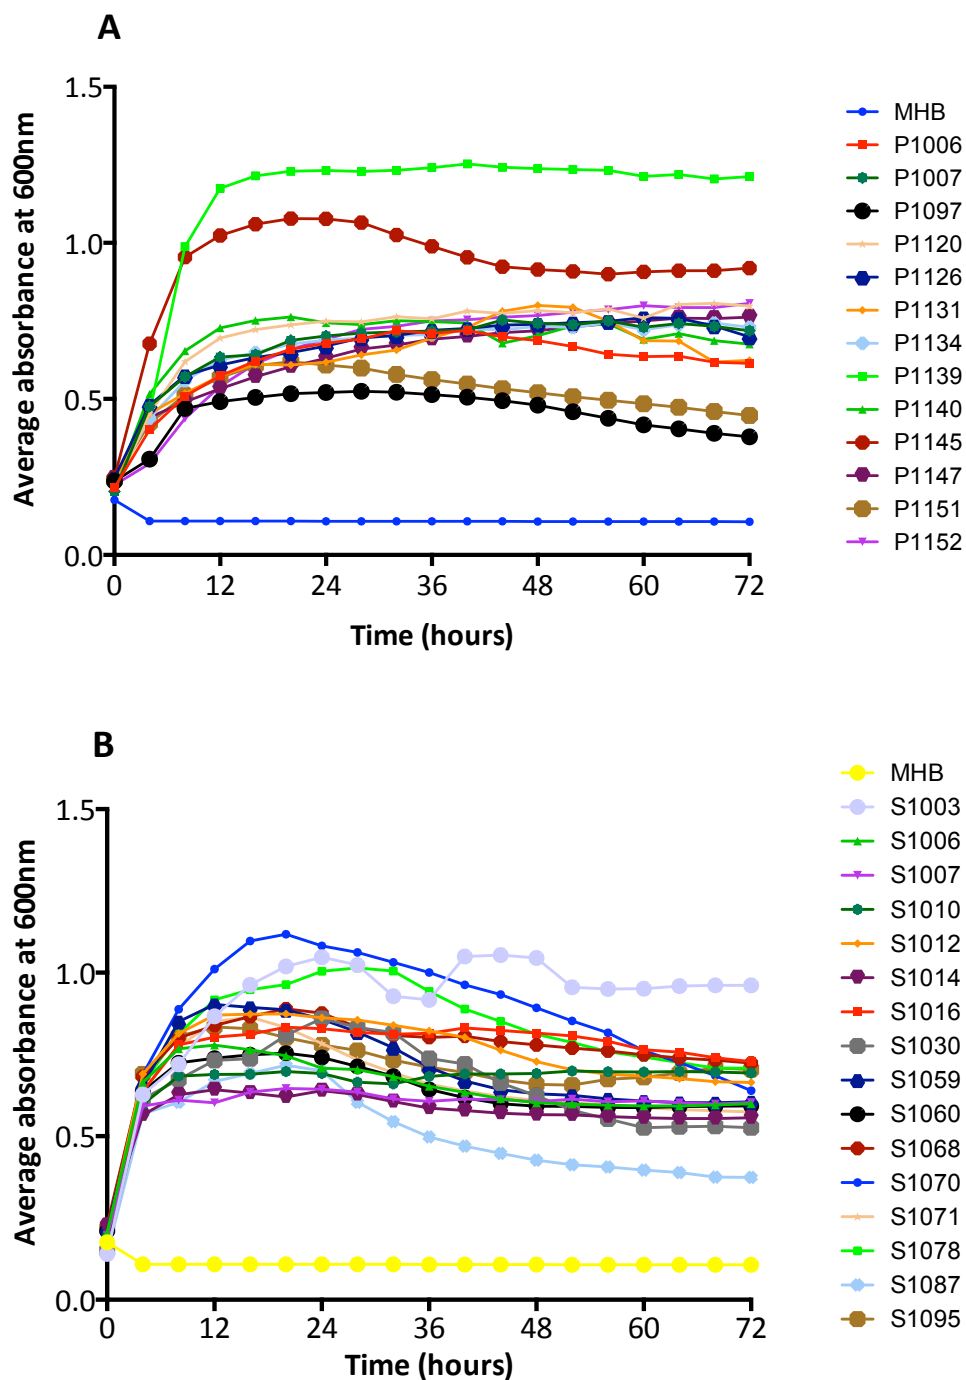 A
Average absorbance at 600nm
1.5
1.0
0.5
0.0
0 12 24 36 48 60 72
Time (hours)
MHB
P1006
P1007
P1097
P1120
P1126
P1131
P1134
P1139
P1140
P1145
P1147
P1151
P1152
B
Average absorbance at 600nm
1.5
1.0
0.5
0.0
0 12 24 36 48 60 72
Time (hours)
MHB
S1003
S1006
S1007
S1010
S1012
S1014
S1016
S1030
S1059
S1060
S1068
S1070
S1071
S1078
S1087
S1095